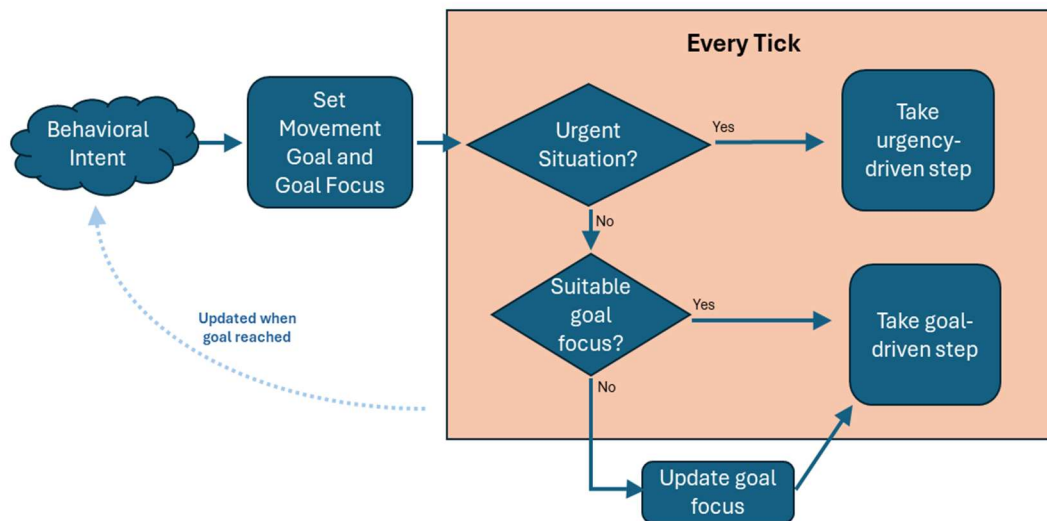 Every Tick
Behavioral
Intent
Set
Movement
Goal and
Goal Focus
Urgent
Situation?
Yes
Take
urgency-
driven step
No
Suitable
goal
focus?
Yes
Take goal-
driven step
No
Update goal
focus
Updated when
goal reached